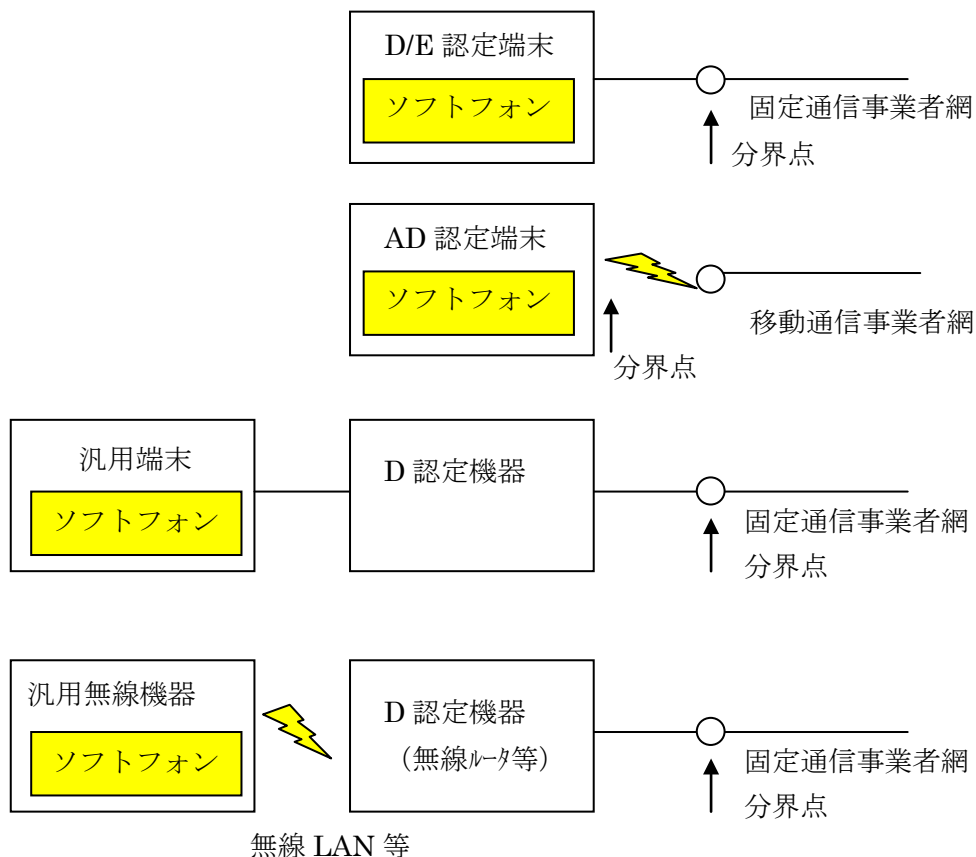 D/E 認定端末
ソフトフォン
固定通信事業者網
分界点
AD 認定端末
ソフトフォン
移動通信事業者網
分界点
汎用端末
ソフトフォン
D 認定機器
固定通信事業者網
分界点
汎用無線機器
ソフトフォン
D 認定機器
（無線ﾙｰﾀ等）
固定通信事業者網
分界点
無線 LAN 等